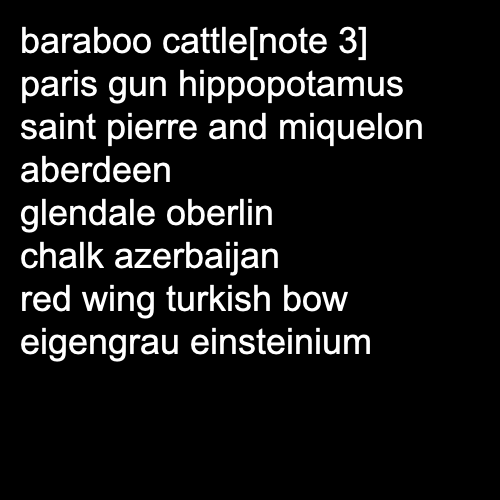 baraboo cattle[note 3]
paris gun hippopotamus
saint pierre and miquelon
aberdeen
glendale oberlin
chalk azerbaijan
red wing turkish bow
eigengrau einsteinium